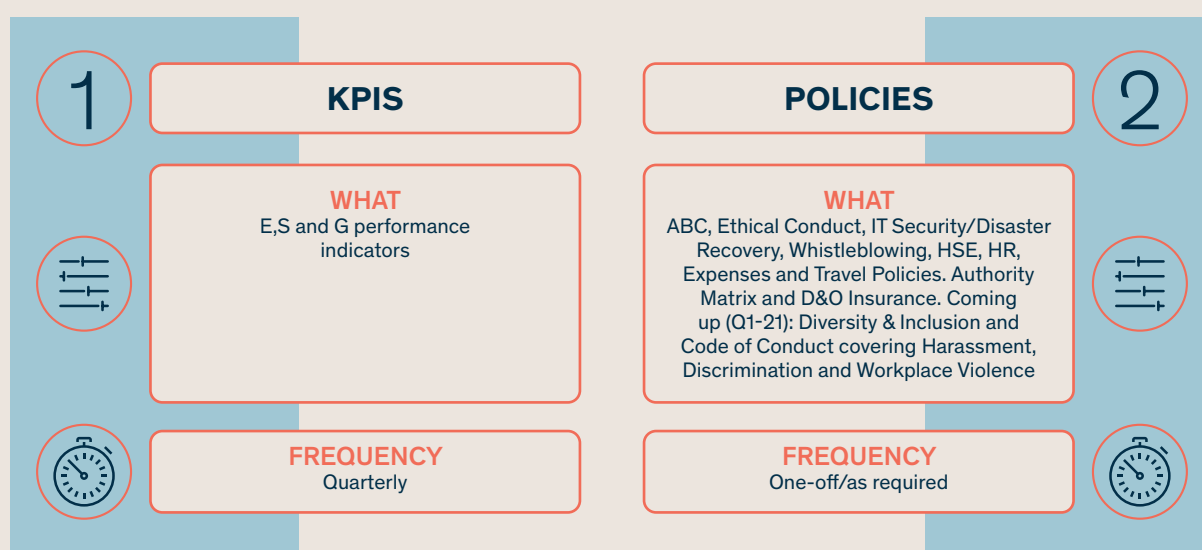 1
KPIS
WHAT
E,S and G performance
indicators
FREQUENCY
Quarterly
POLICIES
2
WHAT
ABC, Ethical Conduct, IT Security/Disaster
Recovery, Whistleblowing, HSE, HR,
Expenses and Travel Policies. Authority
Matrix and D&O Insurance. Coming
up (Q1-21): Diversity & Inclusion and
Code of Conduct covering Harassment,
Discrimination and Workplace Violence
FREQUENCY
One-off/as required